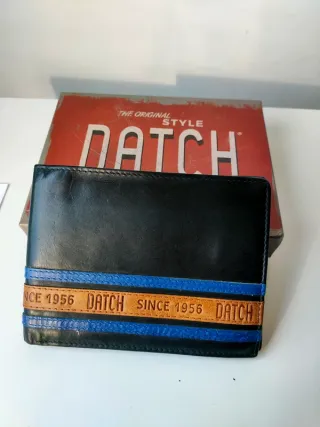 THE ORIGINAL
STYLE
DATCH
NCE 1956 DATCH SINCE 1956 DATCH